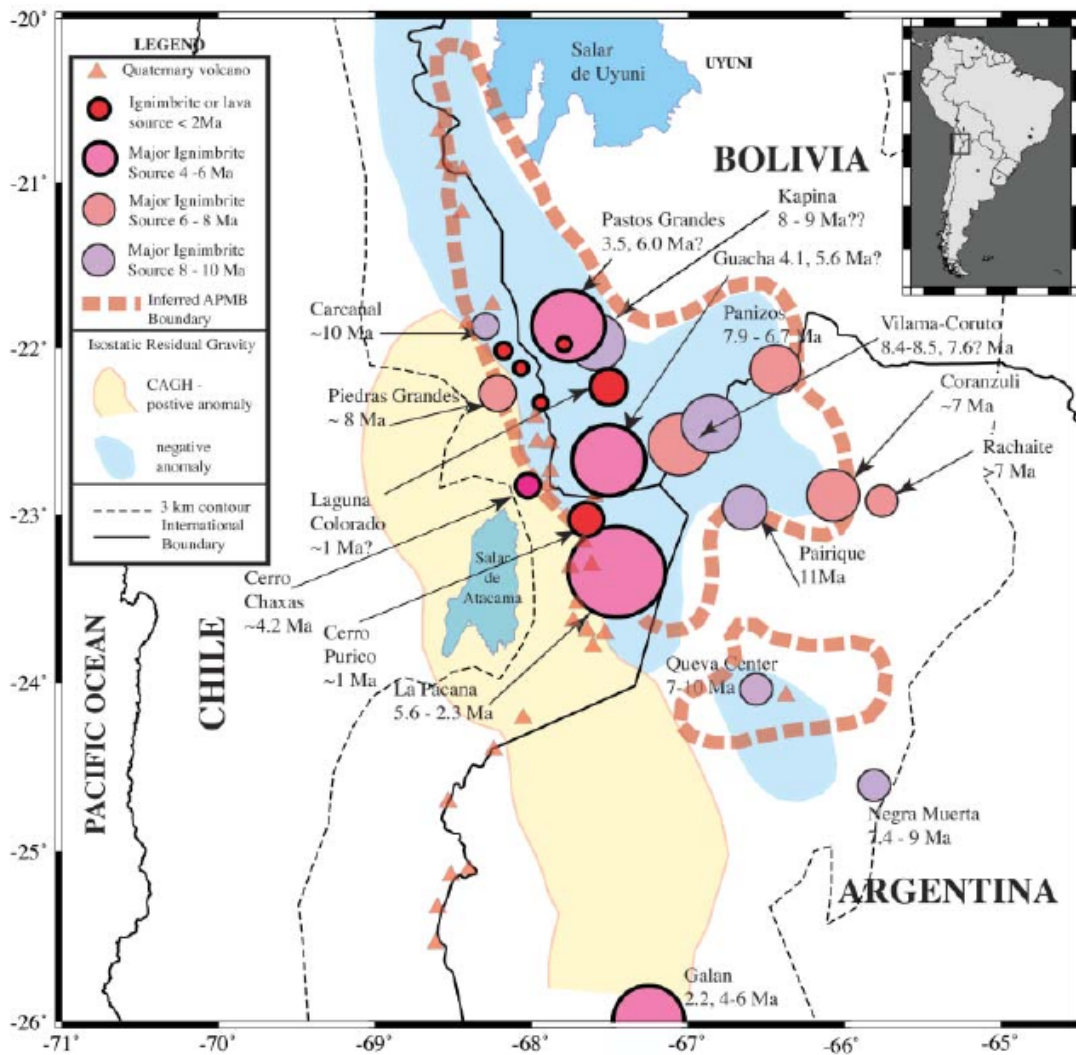 -20°
-21°
-22°
-23°
-24°
-25°
-26°
-71°
-70°
-69°
-68°
-67°
-66°
-65°
LEGEND
Quaternary volcano
Ignimbrite or lava
source < 2Ma
Major Ignimbrite
Source 4 -6 Ma
Major Ignimbrite
Source 6 - 8 Ma
Major Ignimbrite
Source 8 - 10 Ma
Inferred APMB
Boundary
Isostatic Residual Gravity
CAGH -
postive anomaly
negative
anomaly
3 km contour
International
Boundary
Salar
de Uyuni
UYUNI
BOLIVIA
Kapina
8 - 9 Ma??
Pastos Grandes
3.5, 6.0 Ma?
Guacha 4.1, 5.6 Ma?
Carcanal
~10 Ma
Panizos
7.9 - 6.7 Ma
Vilama-Coruto
8.4-8.5, 7.6? Ma
Piedras Grandes
~ 8 Ma
Coranzuli
~7 Ma
Rachaite
>7 Ma
Laguna
Colorado
~1 Ma?
Pairique
11Ma
Cerro
Chaxas
~4.2 Ma
Salar
de
Atacama
Cerro
Purico
~1 Ma
La Pacana
5.6 - 2.3 Ma
Queva Center
7-10 Ma
Negra Muerta
7.4 - 9 Ma
PACIFIC OCEAN
CHILE
ARGENTINA
Galan
2.2, 4-6 Ma